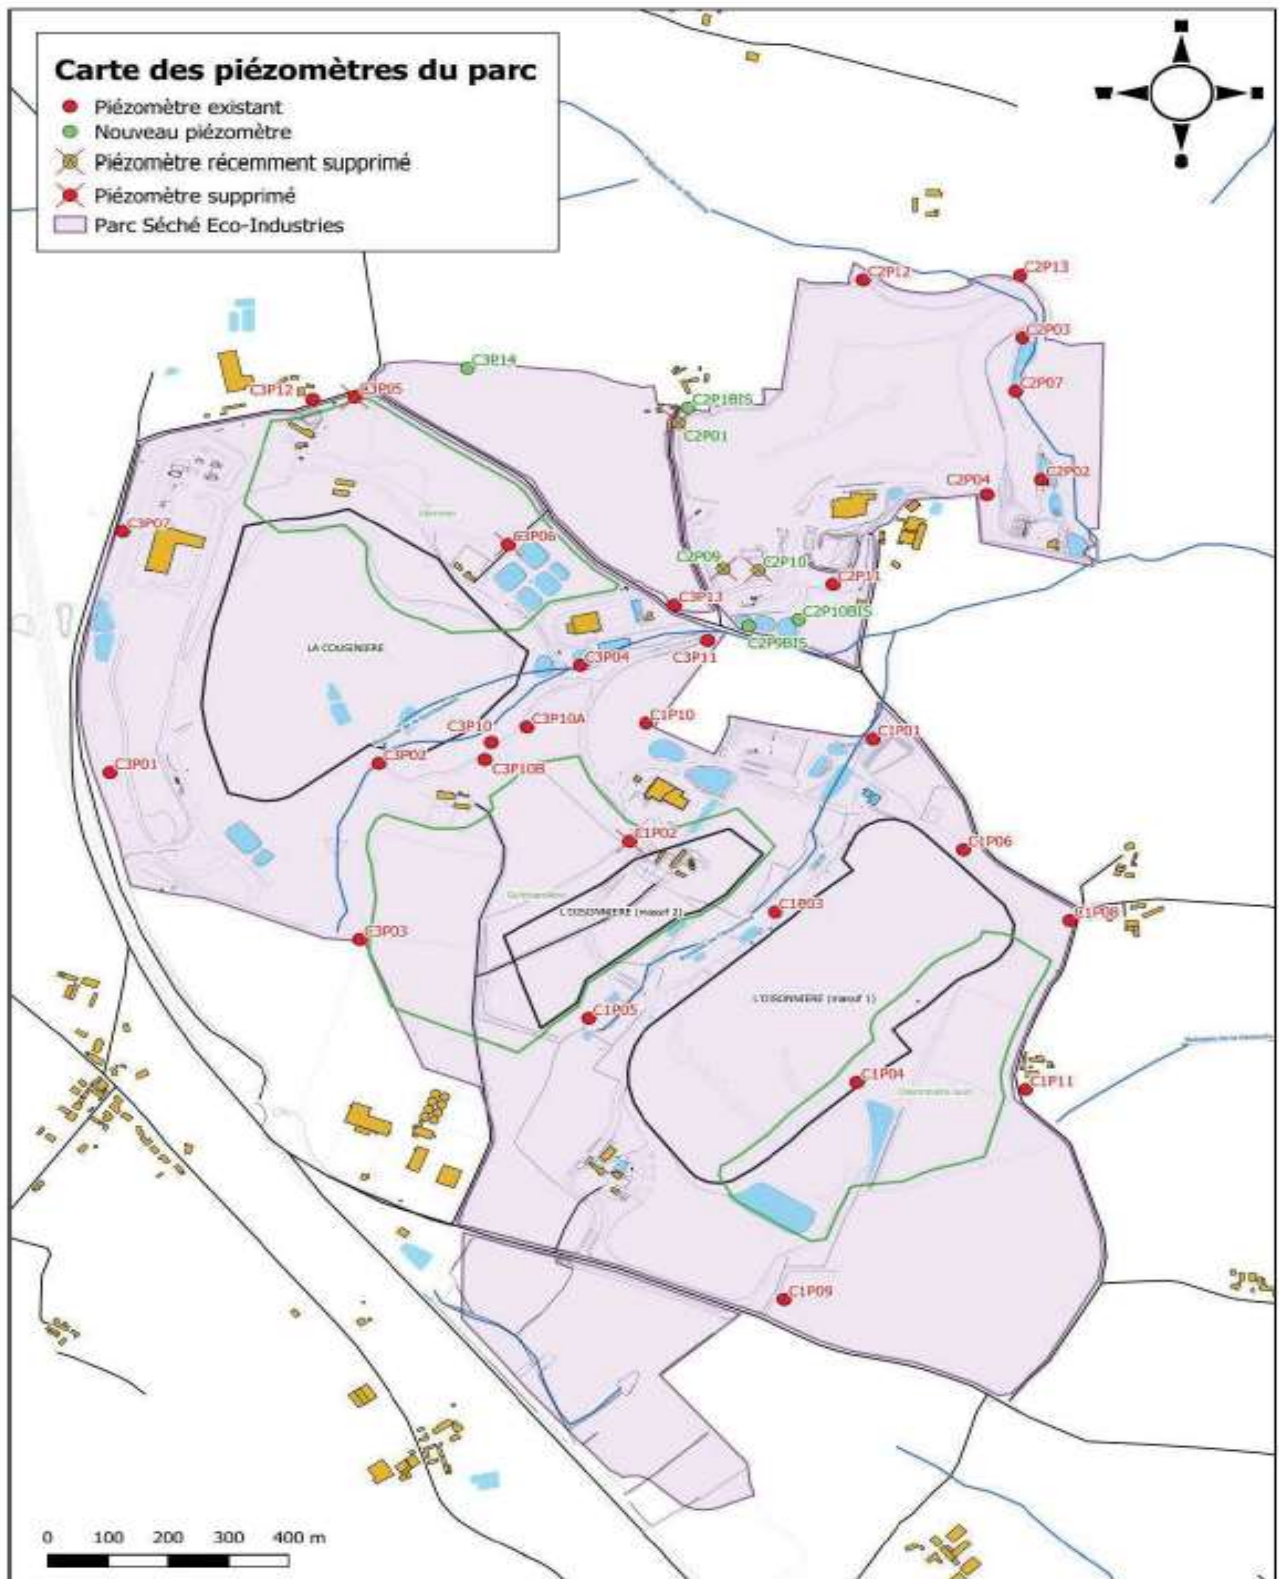 Carte des piézomètres du parc
Piézomètre existant
Nouveau piézomètre
Piézomètre récemment supprimé
Piézomètre supprimé
Parc Séché Eco-Industries
C2P12
C2P13
C2P03
C3P14
C2P07
C3P12
C3P05
C2P1BIS
C2P01
C2P02
C2P04
C3P07
C3P06
C2P09
C2P10
C2P11
C3P13
C2P10BIS
C2P9BIS
LA COUSINIERE
C3P04
C3P11
C1P10
C3P10A
C3P10
C1P01
C3P02
C3P10B
C3P01
C1P02
C1P06
L'OISONNIERE (massif 2)
C1P03
C1P08
C3P03
L'OISONNIERE (massif 1)
C1P05
C1P04
C1P11
C1P09
0 100 200 300 400 m